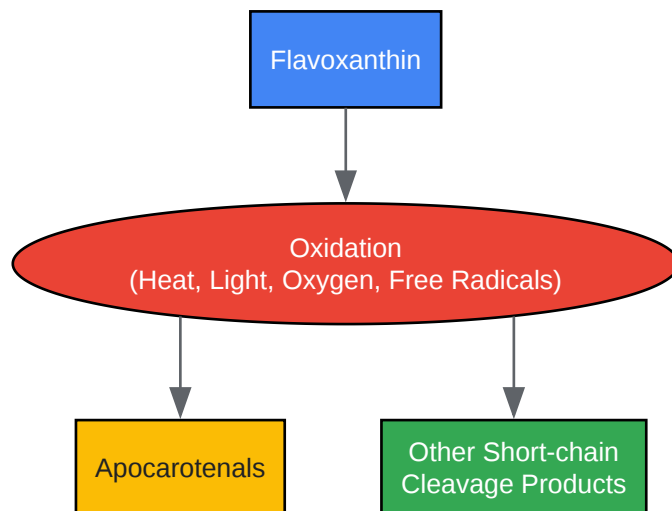 Flavoxanthin
Oxidation
(Heat, Light, Oxygen, Free Radicals)
Apocarotenals
Other Short-chain
Cleavage Products